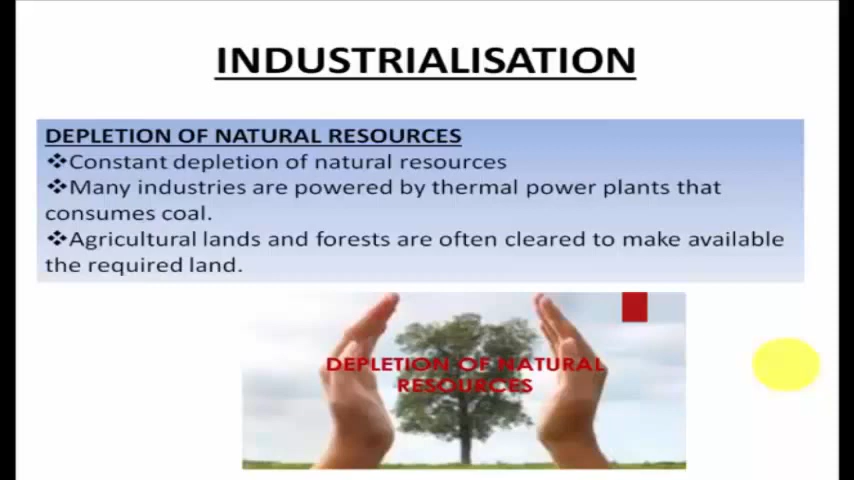 INDUSTRIALISATION
DEPLETION OF NATURAL RESOURCES
❖Constant depletion of natural resources
❖Many industries are powered by thermal power plants that
consumes coal.
❖Agricultural lands and forests are often cleared to make available
the required land.
DEPLETION OF NATURAL
RESOURCES